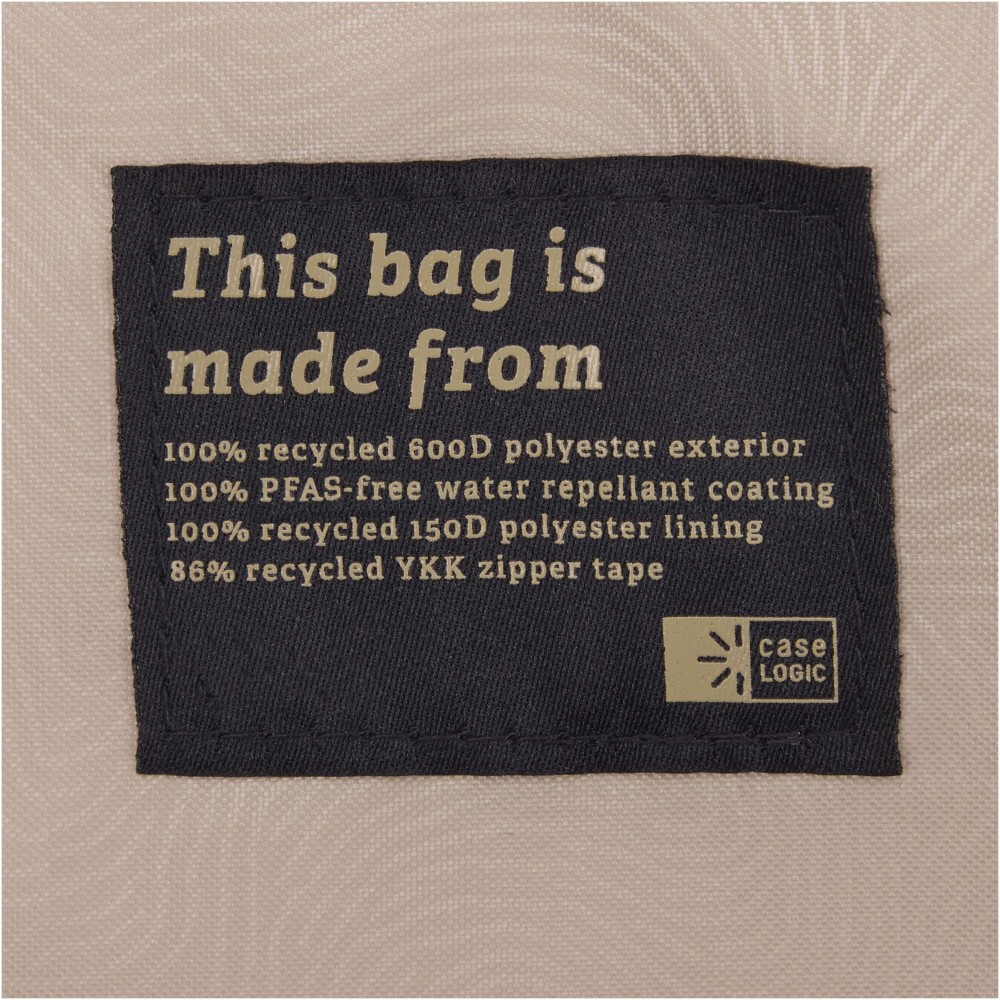 This bag is
made from
100% recycled 600D polyester exterior
100% PFAS-free water repellant coating
100% recycled 150D polyester lining
86% recycled YKK zipper tape
case
LOGIC